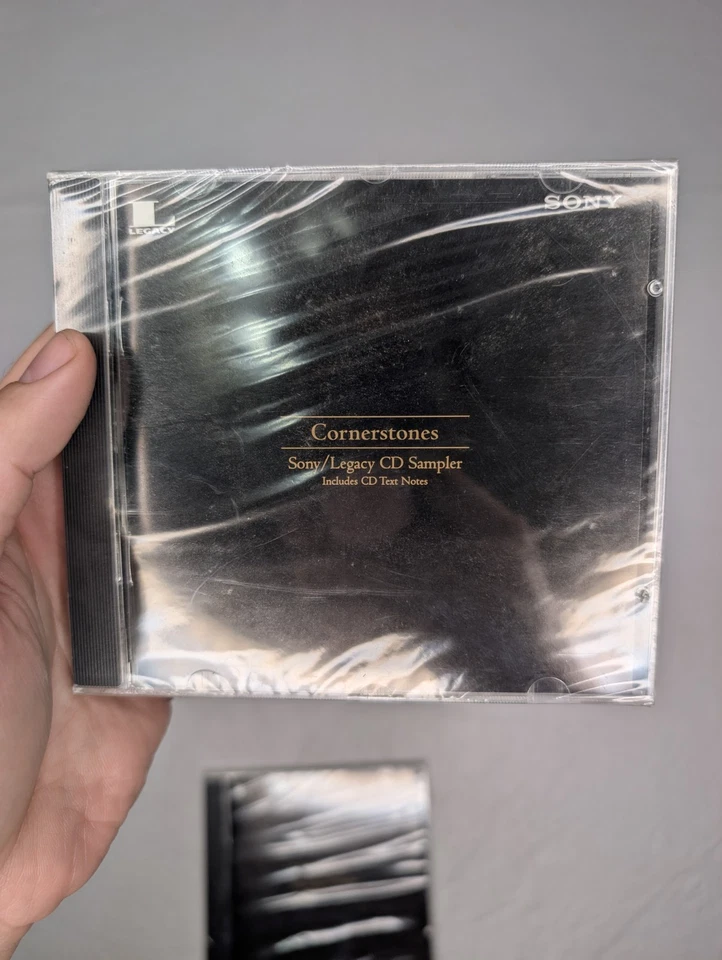 LEGACY
SONY
Cornerstones
Sony/Legacy CD Sampler
Includes CD Text Notes